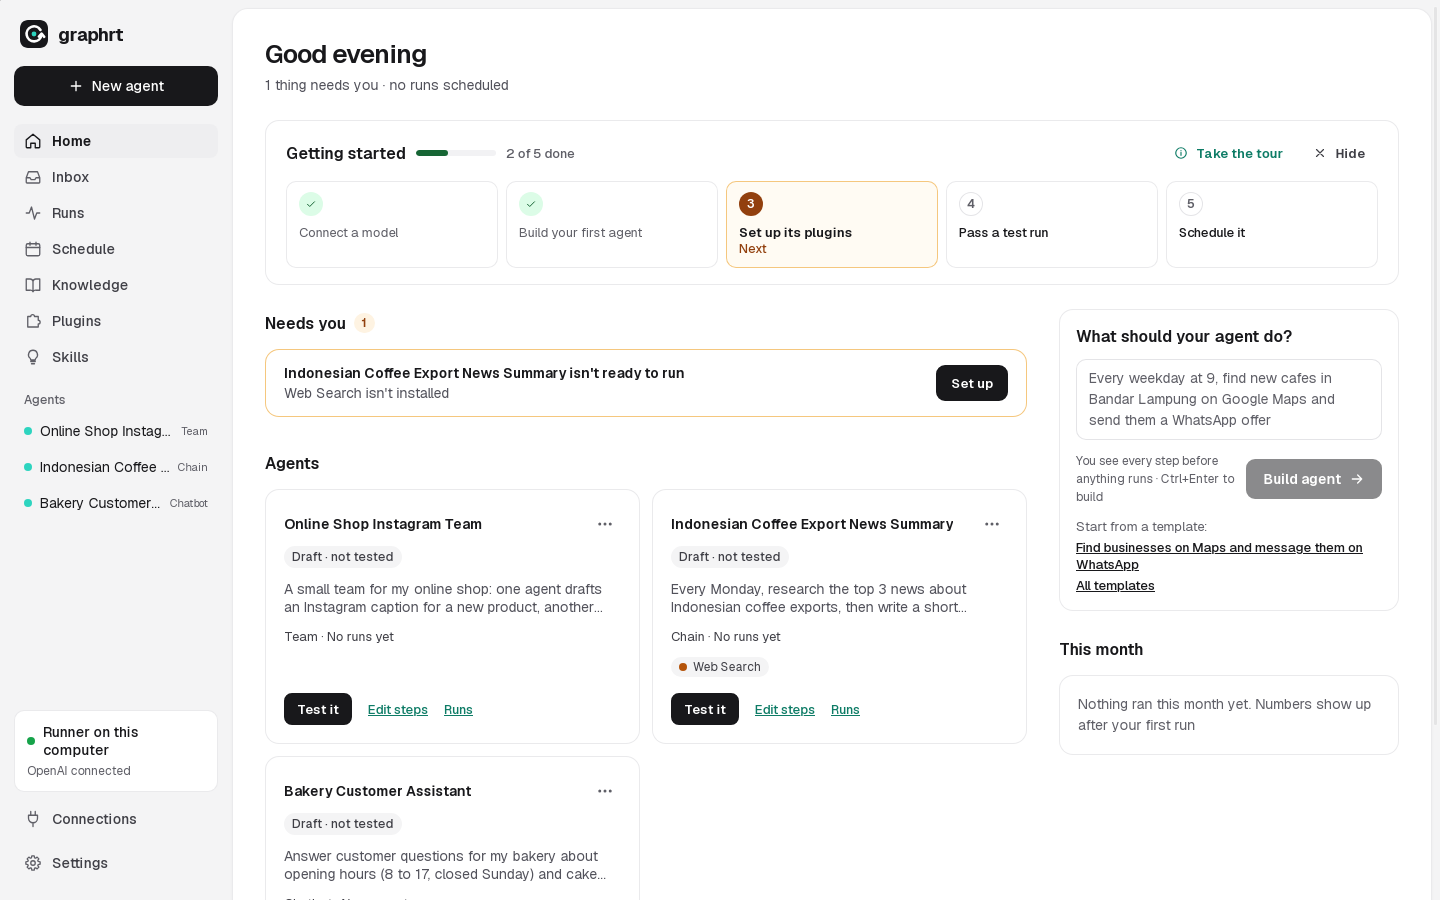 graphrt
New agent
Home
Inbox
Runs
Schedule
Knowledge
Plugins
Skills
Agents
Online Shop Instag... Team
Indonesian Coffee ... Chain
Bakery Customer... Chatbot
Runner on this
computer
OpenAI connected
Connections
Settings
Good evening
1 thing needs you · no runs scheduled
Getting started 2 of 5 done Take the tour Hide
Connect a model
Build your first agent
3
Set up its plugins
Next
4
Pass a test run
5
Schedule it
Needs you 1
Indonesian Coffee Export News Summary isn't ready to run
Web Search isn't installed
Set up
Agents
Online Shop Instagram Team
Draft · not tested
A small team for my online shop: one agent drafts
an Instagram caption for a new product, another...
Team · No runs yet
Test it Edit steps Runs
Indonesian Coffee Export News Summary
Draft · not tested
Every Monday, research the top 3 news about
Indonesian coffee exports, then write a short...
Chain · No runs yet
Web Search
Test it Edit steps Runs
Bakery Customer Assistant
Draft · not tested
Answer customer questions for my bakery about
opening hours (8 to 17, closed Sunday) and cake...
What should your agent do?
Every weekday at 9, find new cafes in
Bandar Lampung on Google Maps and
send them a WhatsApp offer
You see every step before
anything runs · Ctrl+Enter to
build
Build agent
Start from a template:
Find businesses on Maps and message them on
WhatsApp
All templates
This month
Nothing ran this month yet. Numbers show up
after your first run